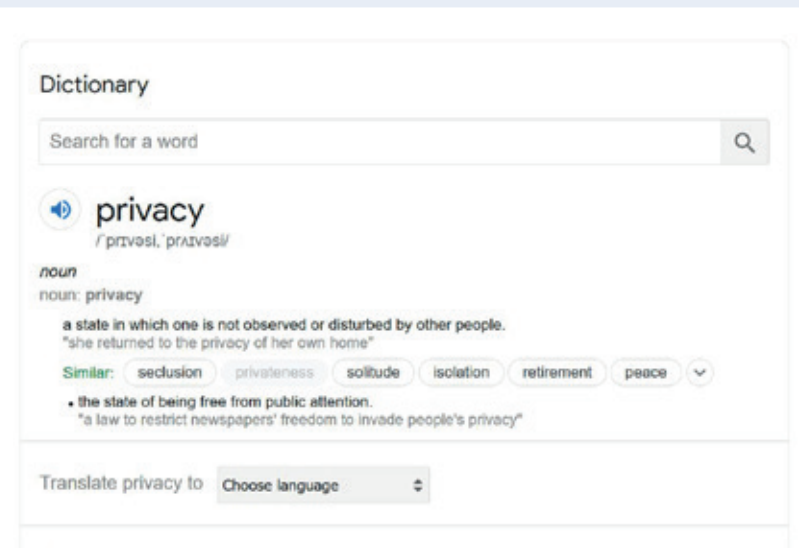 Dictionary
Search for a word
privacy
/ˈprɪvəsi,ˈprʌɪvəsi/
noun
noun: privacy
a state in which one is not observed or disturbed by other people.
"she returned to the privacy of her own home"
Similar: seclusion privateness solitude isolation retirement peace
• the state of being free from public attention.
"a law to restrict newspapers' freedom to invade people's privacy"
Translate privacy to Choose language